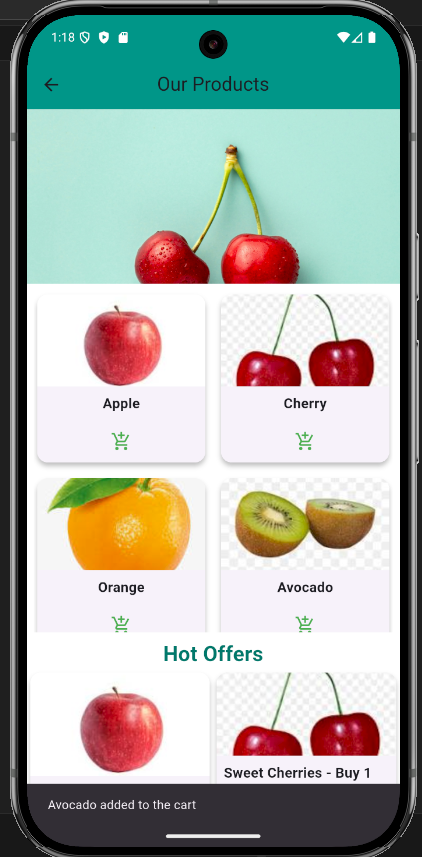 1:18
Our Products
Apple
Cherry
Orange
Avocado
Hot Offers
Sweet Cherries - Buy 1
Avocado added to the cart